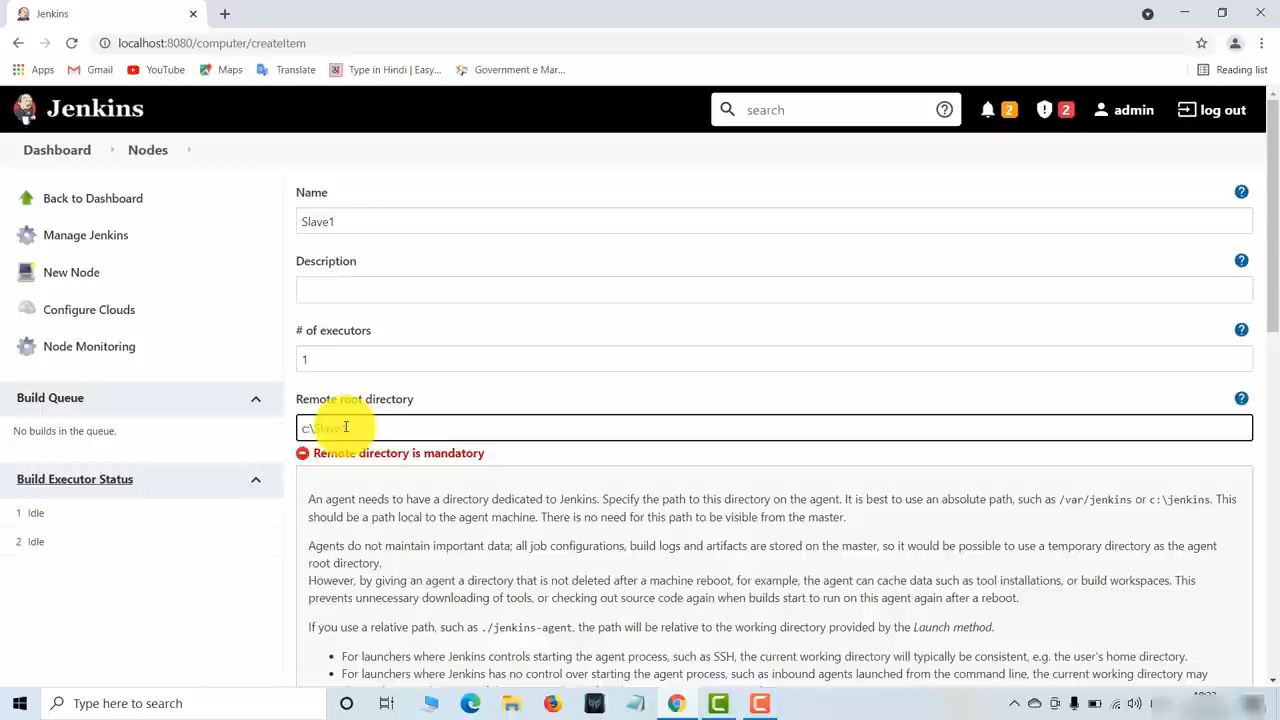 Jenkins
localhost:8080/computer/createItem
Apps Gmail YouTube Maps Translate Type in Hindi | Easy... Government e Mar... Reading list
Jenkins search 2 2 admin log out
Dashboard Nodes
Back to Dashboard
Manage Jenkins
New Node
Configure Clouds
Node Monitoring
Build Queue
No builds in the queue.
Build Executor Status
1 Idle
2 Idle
Name
Slave1
Description
# of executors
1
Remote root directory
Remote directory is mandatory
An agent needs to have a directory dedicated to Jenkins. Specify the path to this directory on the agent. It is best to use an absolute path, such as /var/jenkins or c:\jenkins. This
should be a path local to the agent machine. There is no need for this path to be visible from the master.
Agents do not maintain important data; all job configurations, build logs and artifacts are stored on the master, so it would be possible to use a temporary directory as the agent
root directory.
However, by giving an agent a directory that is not deleted after a machine reboot, for example, the agent can cache data such as tool installations, or build workspaces. This
prevents unnecessary downloading of tools, or checking out source code again when builds start to run on this agent again after a reboot.
If you use a relative path, such as ./jenkins-agent, the path will be relative to the working directory provided by the Launch method.
• For launchers where Jenkins controls starting the agent process, such as SSH, the current working directory will typically be consistent, e.g. the user's home directory.
• For launchers where Jenkins has no control over starting the agent process, such as inbound agents launched from the command line, the current working directory may
Type here to search